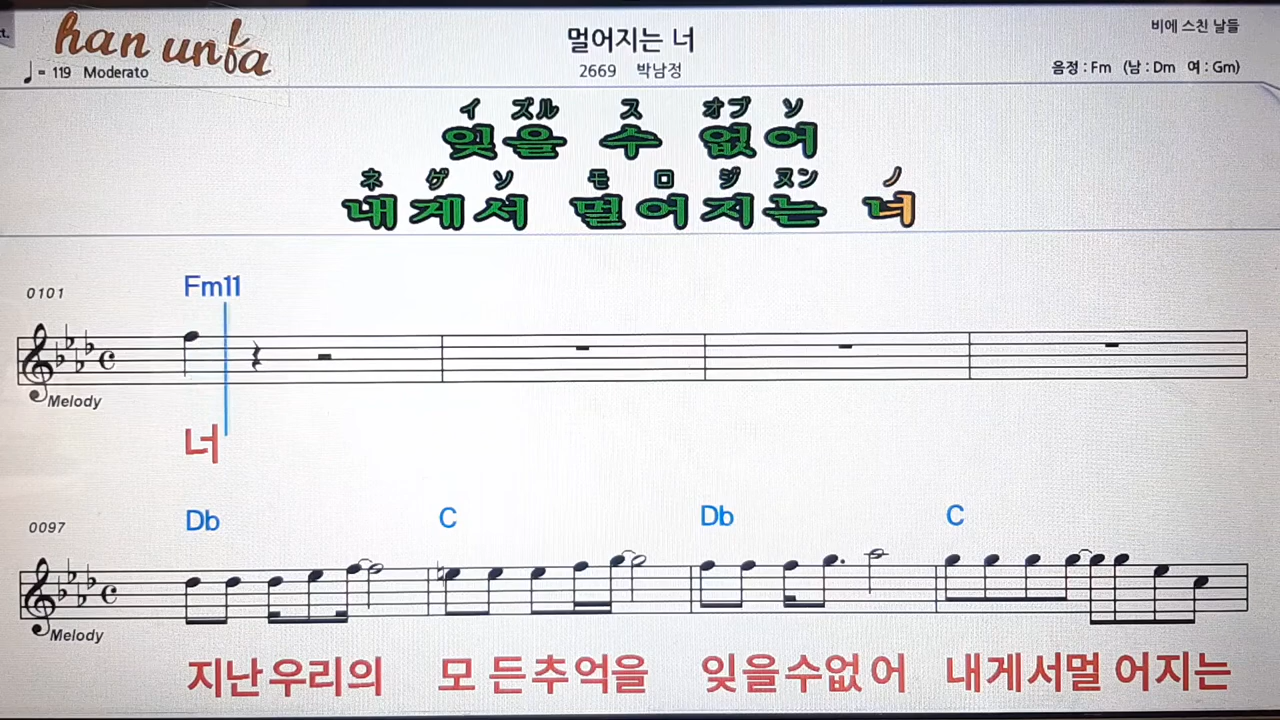 t.
han unba
멀어지는 너
비에 스친 날들
♩= 119 Moderato
2669 박남정
음정 : Fm (남 : Dm 여 : Gm)
イ ズル ス オブ ソ
잊을 수 없어
ネ ゲ ソ モ ロ ジ ヌン ノ
내게서 멀어지는 너
Fm11
0101
Melody
너
Db C Db C
0097
Melody
지난우리의 모든추억을 잊을수없어 내게서멀어지는